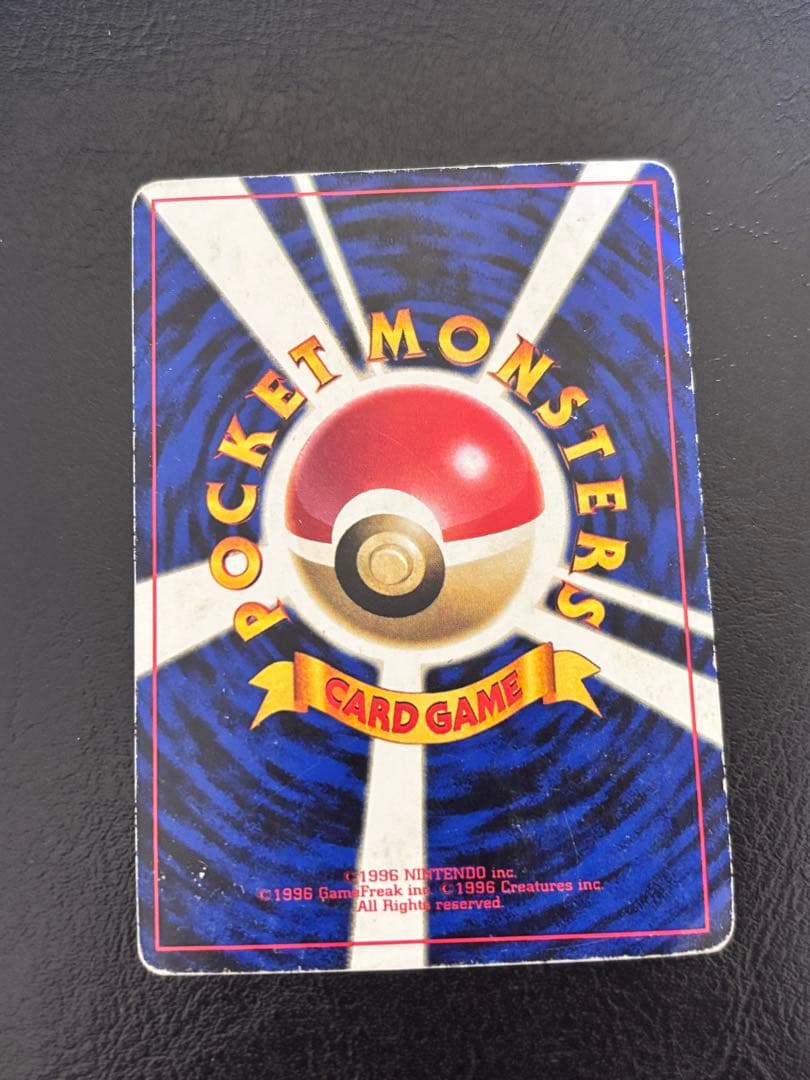 POCKET MONSTERS
CARD GAME
©1996 NINTENDO inc.
©1996 GameFreak inc. ©1996 Creatures inc.
All Rights reserved.